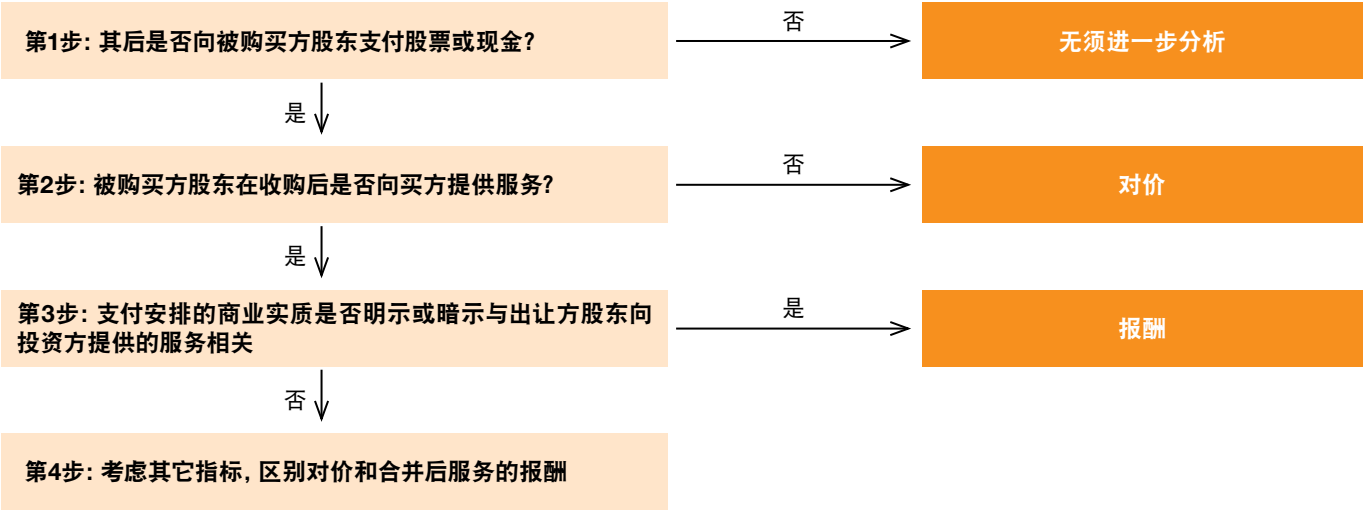 第1步: 其后是否向被购买方股东支付股票或现金?
否
无须进一步分析
是
第2步: 被购买方股东在收购后是否向买方提供服务?
否
对价
是
第3步: 支付安排的商业实质是否明示或暗示与出让方股东向
投资方提供的服务相关
是
报酬
否
第4步: 考虑其它指标, 区别对价和合并后服务的报酬